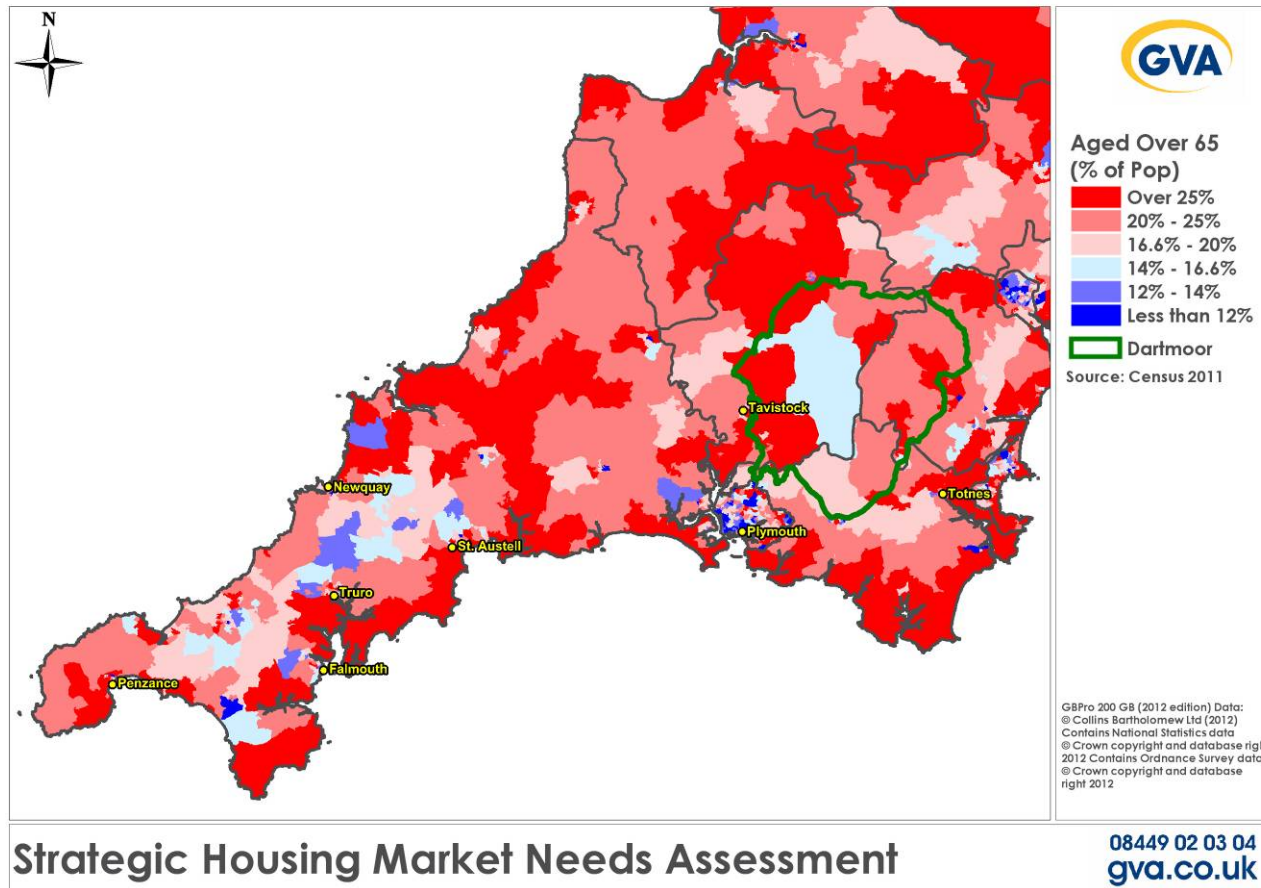 N
GVA
Aged Over 65
(% of Pop)
Over 25%
20% - 25%
16.6% - 20%
14% - 16.6%
12% - 14%
Less than 12%
Dartmoor
Source: Census 2011
Tavistock
Newquay
Totnes
Plymouth
St. Austell
Truro
Falmouth
Penzance
GBPro 200 GB (2012 edition) Data:
© Collins Bartholomew Ltd (2012)
Contains National Statistics data
© Crown copyright and database righ
2012 Contains Ordnance Survey data
© Crown copyright and database
right 2012
Strategic Housing Market Needs Assessment
08449 02 03 04
gva.co.uk